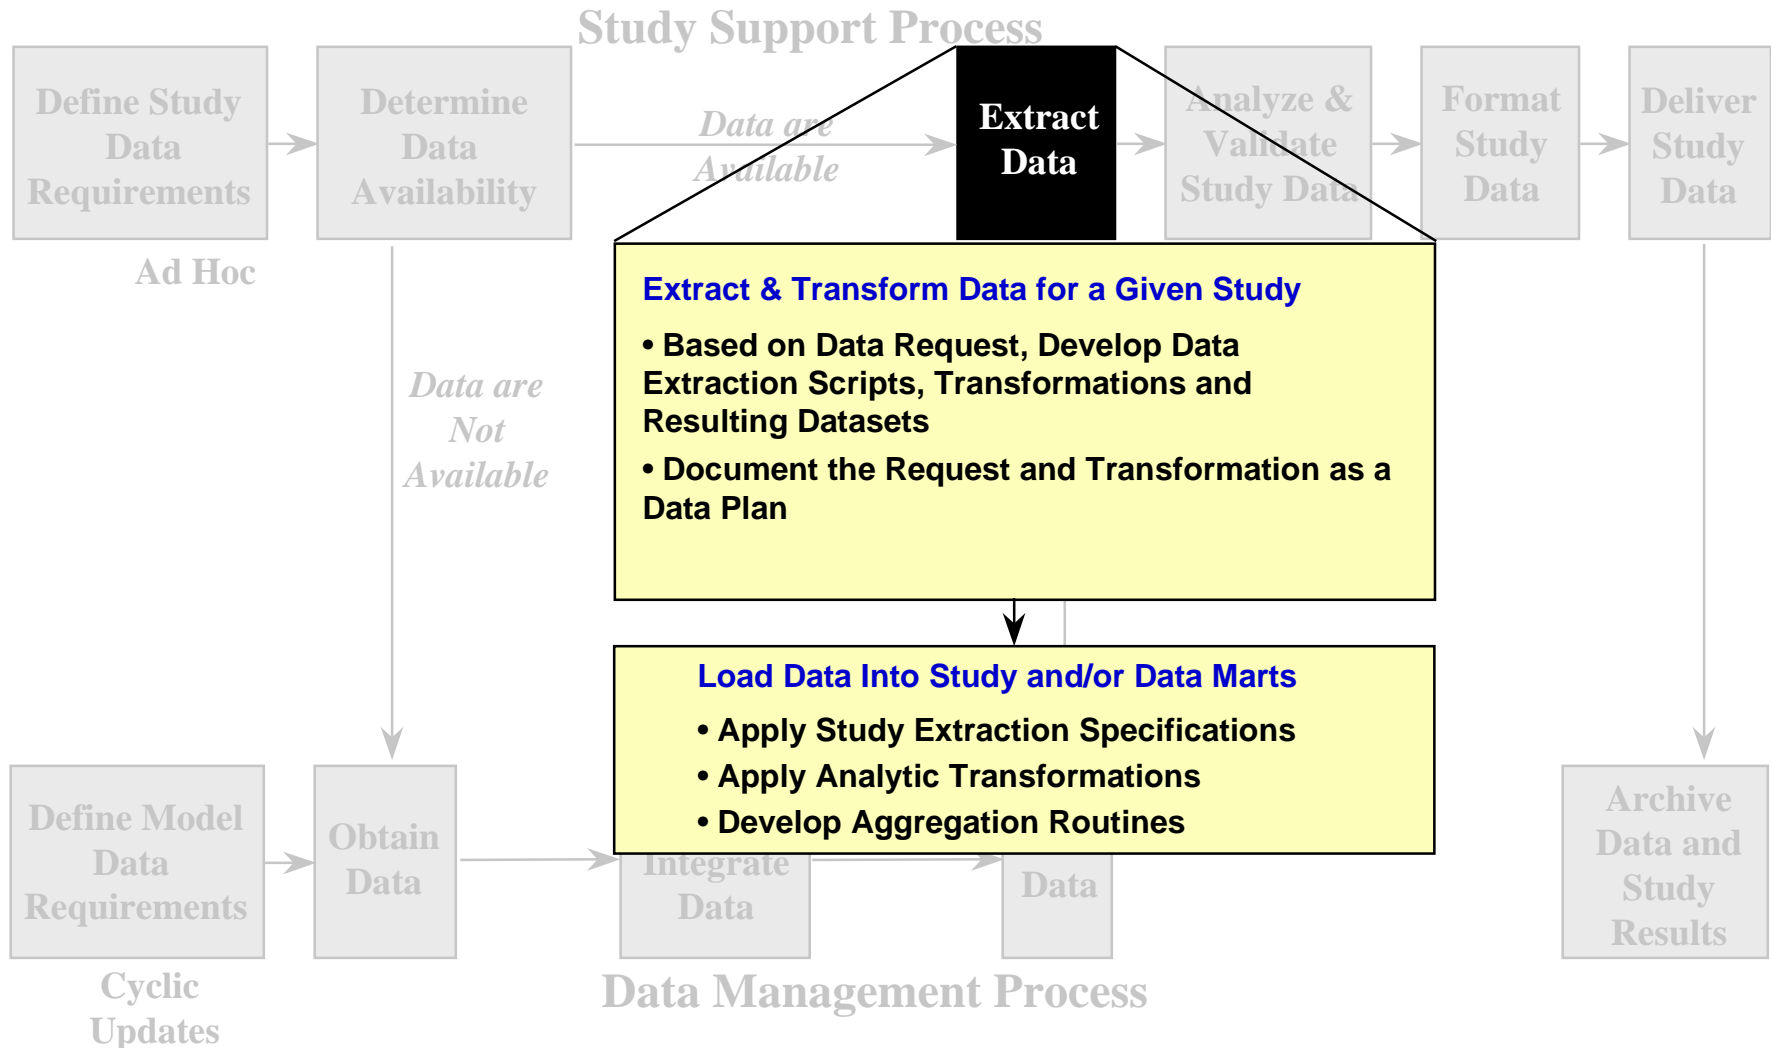 Study Support Process
Define Study
Data
Requirements
Determine
Data
Availability
Data are
Available
Extract
Data
Analyze &
Validate
Study Data
Format
Study
Data
Deliver
Study
Data
Ad Hoc
Data are
Not
Available
Extract & Transform Data for a Given Study
• Based on Data Request, Develop Data
Extraction Scripts, Transformations and
Resulting Datasets
• Document the Request and Transformation as a
Data Plan
Load Data Into Study and/or Data Marts
• Apply Study Extraction Specifications
• Apply Analytic Transformations
• Develop Aggregation Routines
Define Model
Data
Requirements
Obtain
Data
Integrate
Data
Data
Archive
Data and
Study
Results
Cyclic
Updates
Data Management Process